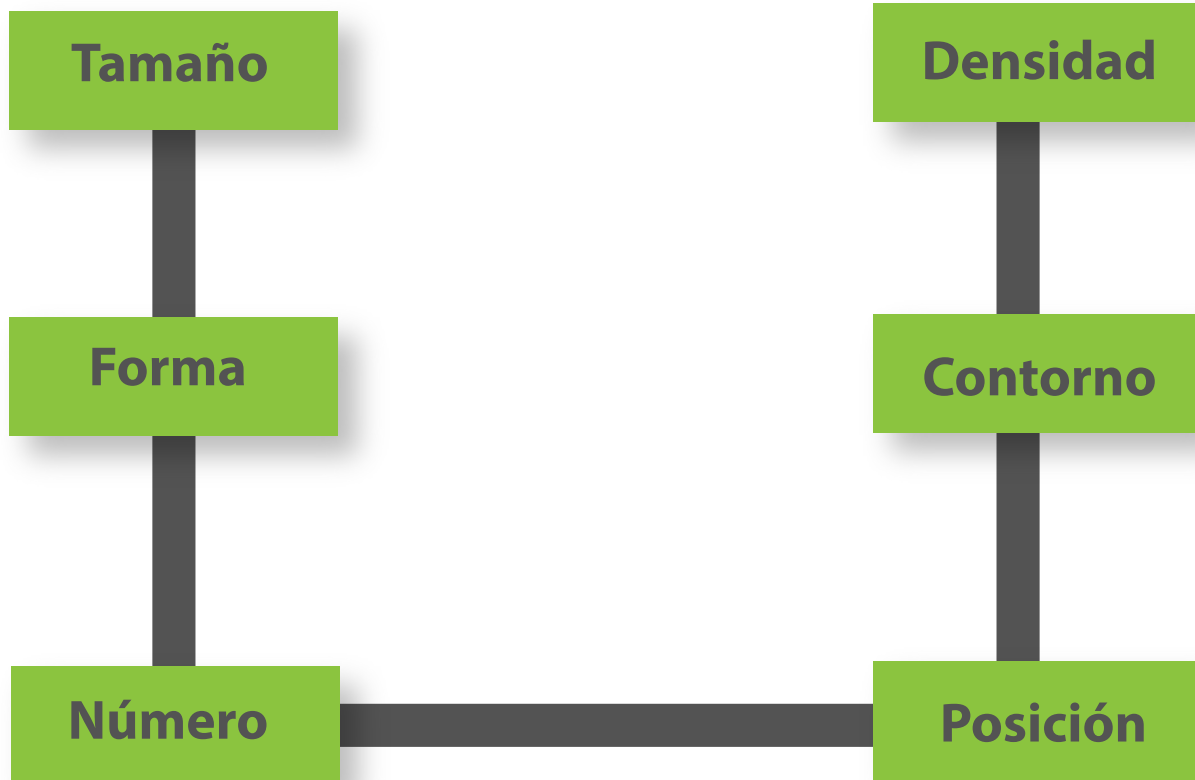 Tamaño
Densidad
Forma
Contorno
Número
Posición